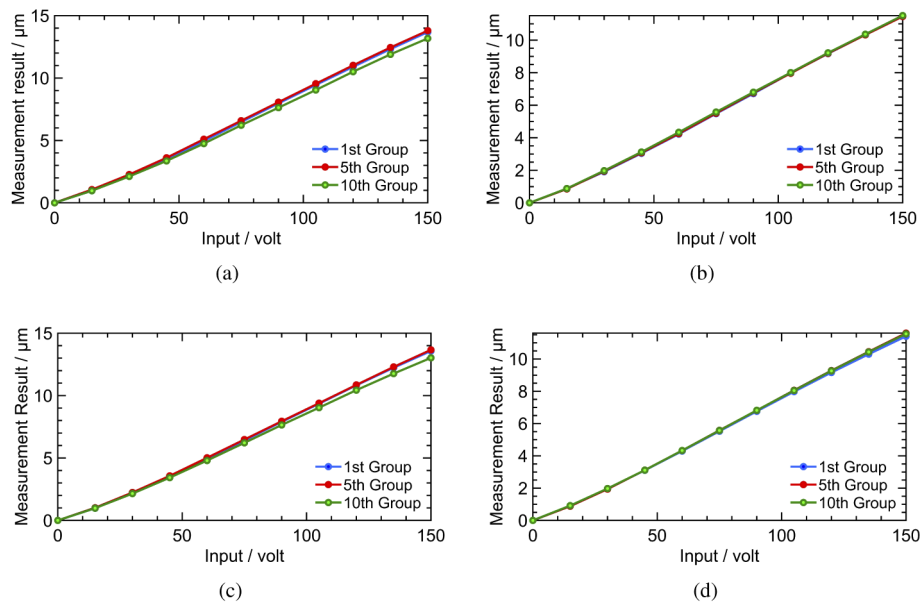 15
10
5
0
Measurement result / μm
1st Group
5th Group
10th Group
0 50 100 150
Input / volt
(a)
10
8
6
4
2
0
Measurement result / μm
1st Group
5th Group
10th Group
0 50 100 150
Input / volt
(b)
15
10
5
0
Measurement Result / μm
1st Group
5th Group
10th Group
0 50 100 150
Input / volt
(c)
10
8
6
4
2
0
Measurement Result / μm
1st Group
5th Group
10th Group
0 50 100 150
Input / volt
(d)